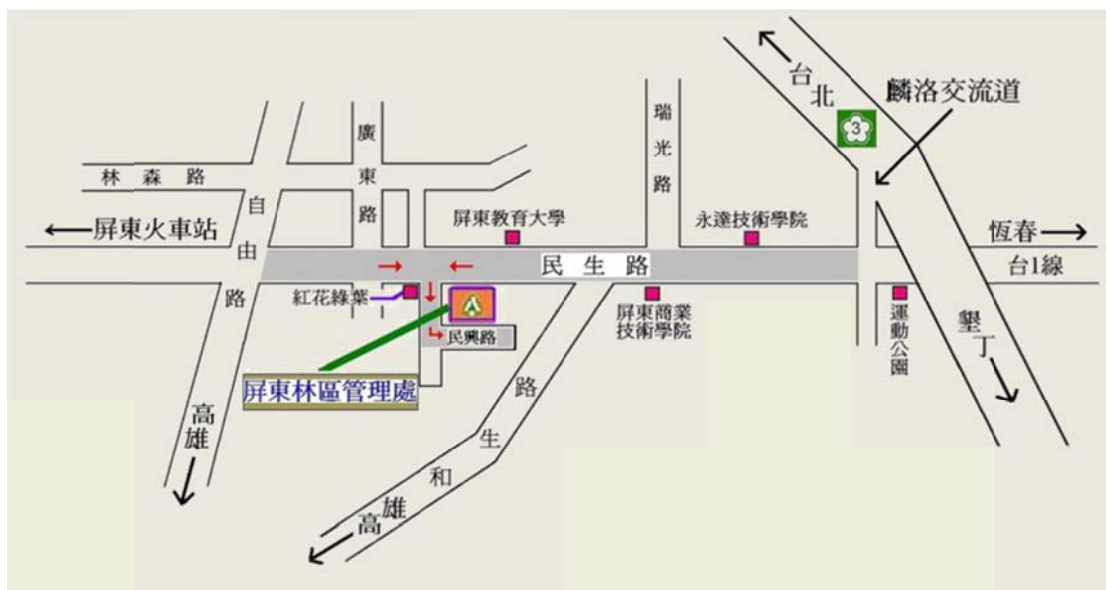 台北
3
麟洛交流道
瑞光路
廣東路
林森路
自由路
屏東火車站
屏東教育大學
永達技術學院
恆春
民生路
台1線
紅花綠葉
屏東商業
技術學院
運動公園
墾丁
民興路
屏東林區管理處
和生路
高雄
高雄